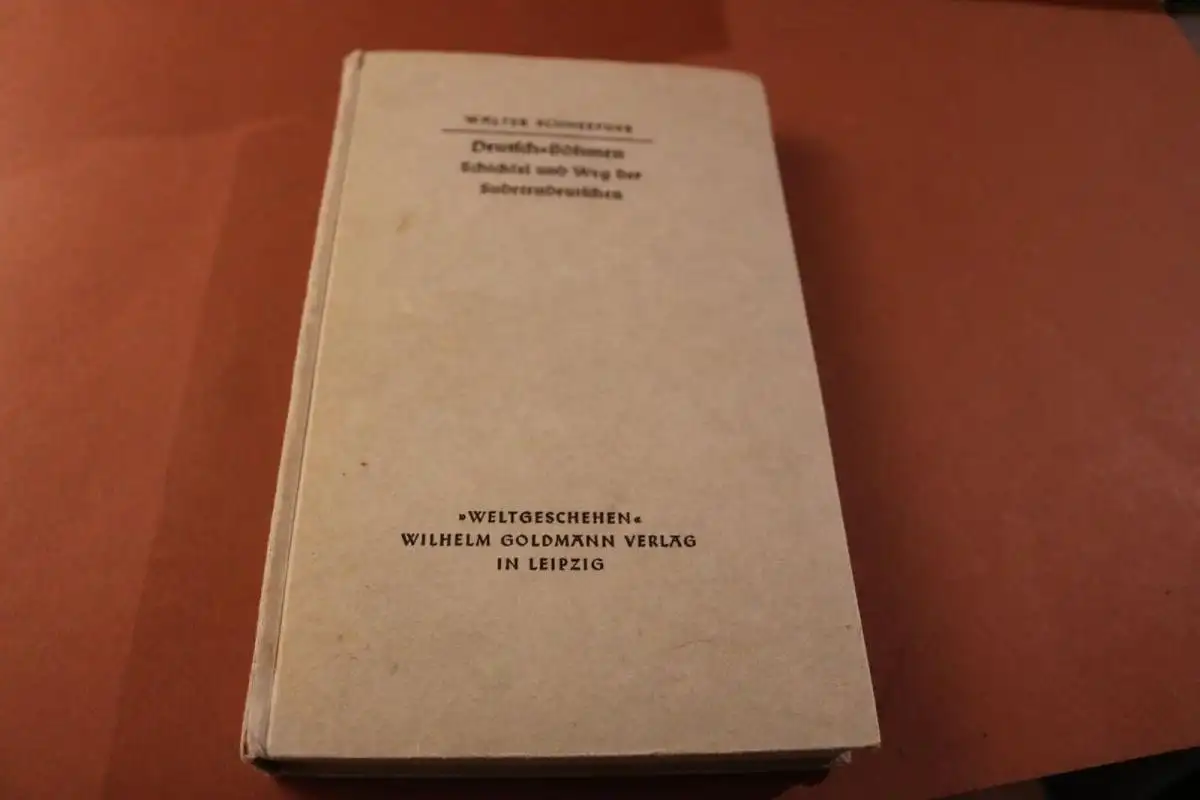 WALTER SCHNEEFUSS
Deutsch-Böhmen
Schicksal und Weg der
Sudetendeutschen
»WELTGESCHEHEN«
WILHELM GOLDMANN VERLAG
IN LEIPZIG